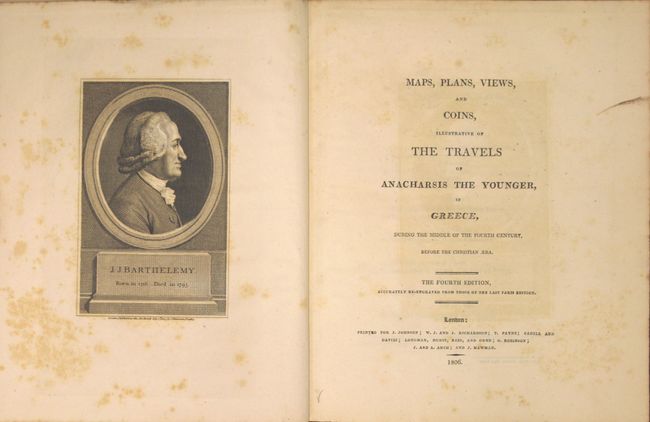 J.J. BARTHELEMY.
Born in 1716. Died in 1795.
MAPS, PLANS, VIEWS,
AND
COINS,
ILLUSTRATIVE OF
THE TRAVELS
OF
ANACHARSIS THE YOUNGER,
IN
GREECE,
DURING THE MIDDLE OF THE FOURTH CENTURY,
BEFORE THE CHRISTIAN ÆRA.
THE FOURTH EDITION,
ACCURATELY RE-ENGRAVED FROM THOSE OF THE LAST PARIS EDITION.
London:
PRINTED FOR J. JOHNSON; W. J. AND J. RICHARDSON; T. PAYNE; CADELL AND
DAVIES; LONGMAN, HURST, REES, AND ORME; G. ROBINSON;
J. AND A. ARCH; AND J. MAWMAN.
1806.